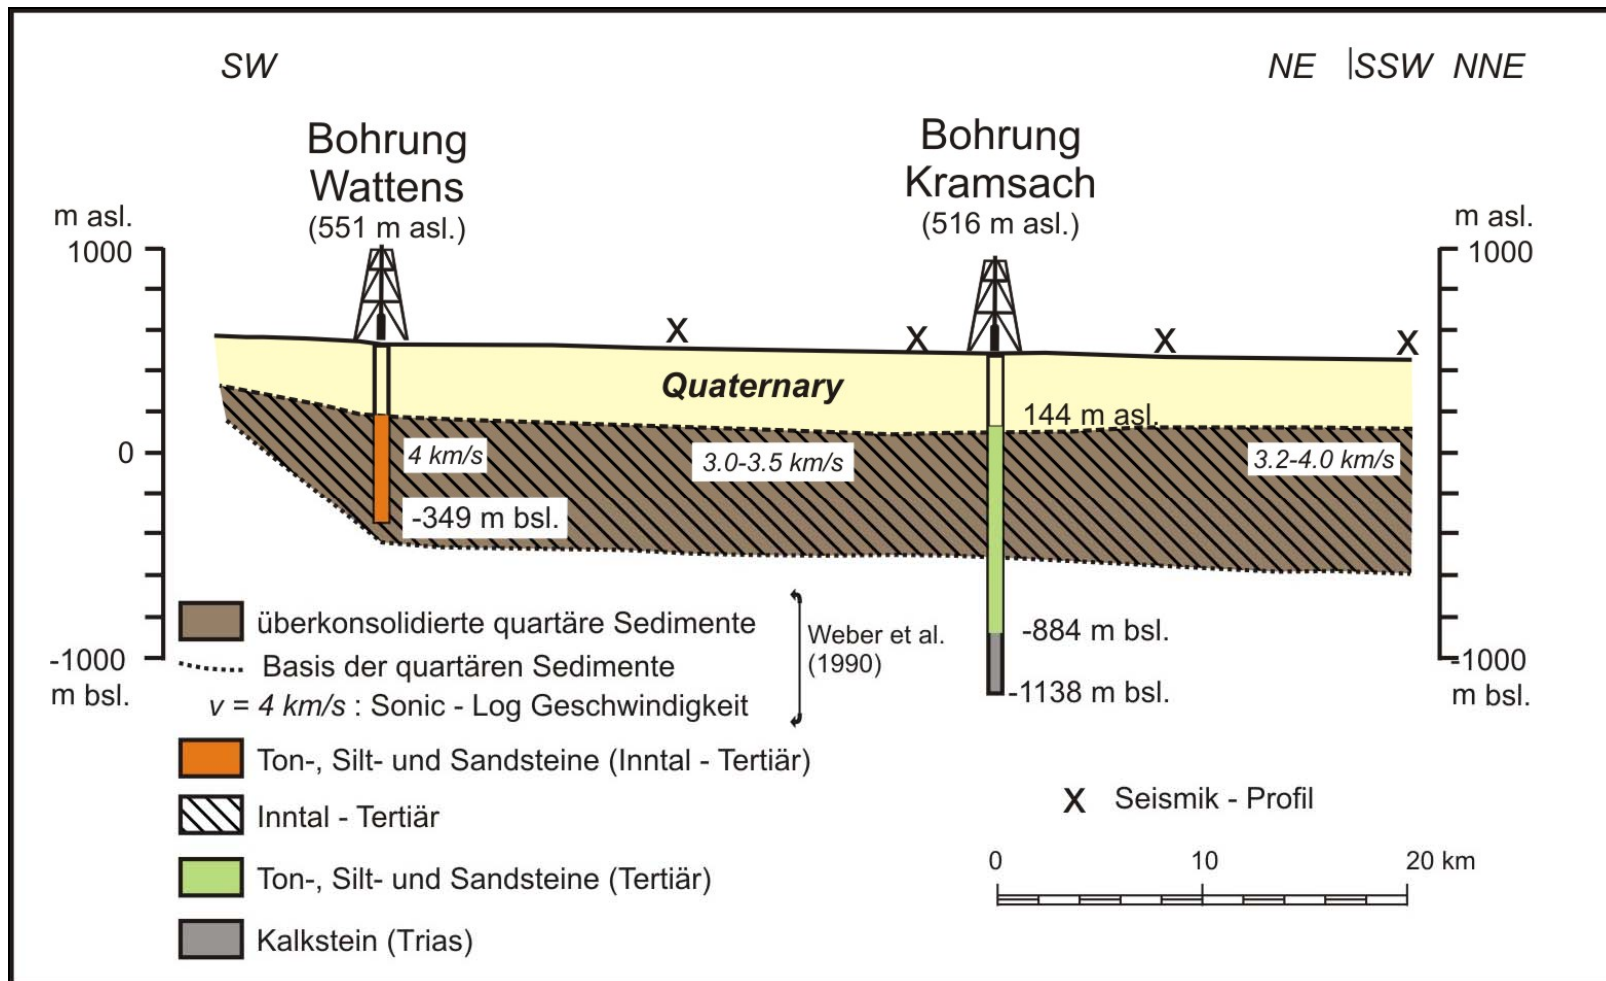 SW
NE |SSW NNE
Bohrung
Wattens
(551 m asl.)
Bohrung
Kramsach
(516 m asl.)
m asl.
1000
0
-1000
m bsl.
m asl.
1000
-1000
m bsl.
X
X
X
X
Quaternary
144 m asl.
4 km/s
3.0-3.5 km/s
3.2-4.0 km/s
-349 m bsl.
-884 m bsl.
-1138 m bsl.
überkonsolidierte quartäre Sedimente
Basis der quartären Sedimente
v = 4 km/s : Sonic - Log Geschwindigkeit
Weber et al.
(1990)
Ton-, Silt- und Sandsteine (Inntal - Tertiär)
Inntal - Tertiär
Ton-, Silt- und Sandsteine (Tertiär)
Kalkstein (Trias)
X Seismik - Profil
0 10 20 km